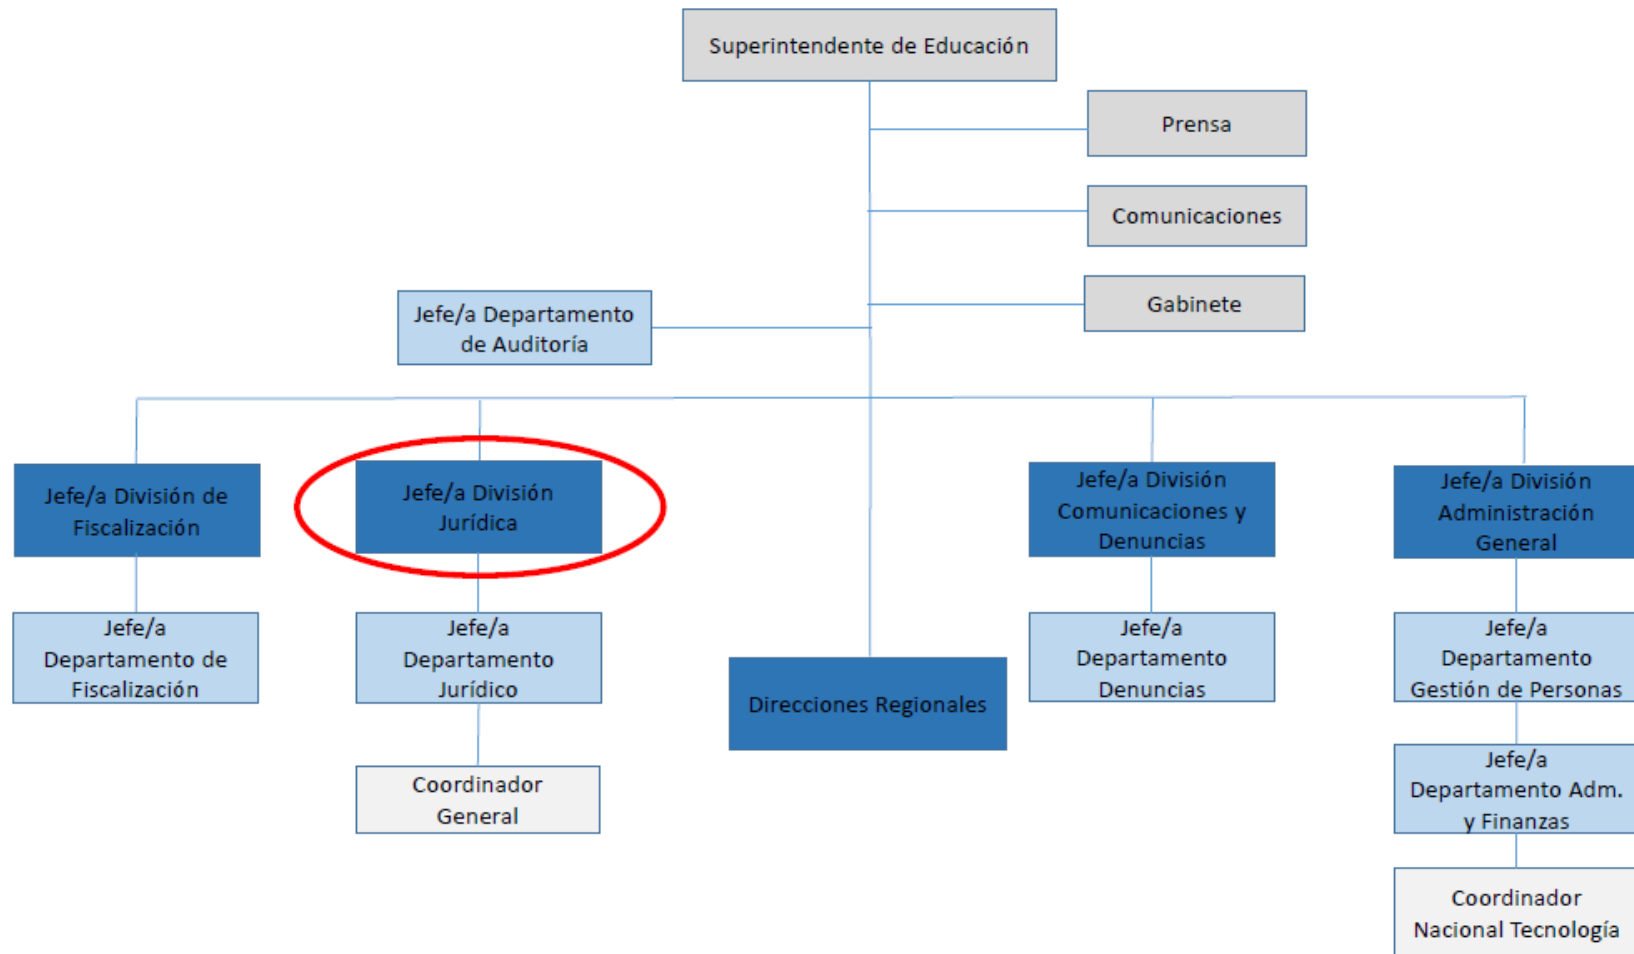 Superintendente de Educación
Prensa
Comunicaciones
Gabinete
Jefe/a Departamento
de Auditoría
Jefe/a División de
Fiscalización
Jefe/a División
Jurídica
Jefe/a División
Comunicaciones y
Denuncias
Jefe/a División
Administración
General
Jefe/a
Departamento de
Fiscalización
Jefe/a
Departamento
Jurídico
Direcciones Regionales
Jefe/a
Departamento
Denuncias
Jefe/a
Departamento
Gestión de Personas
Coordinador
General
Jefe/a
Departamento Adm.
y Finanzas
Coordinador
Nacional Tecnología